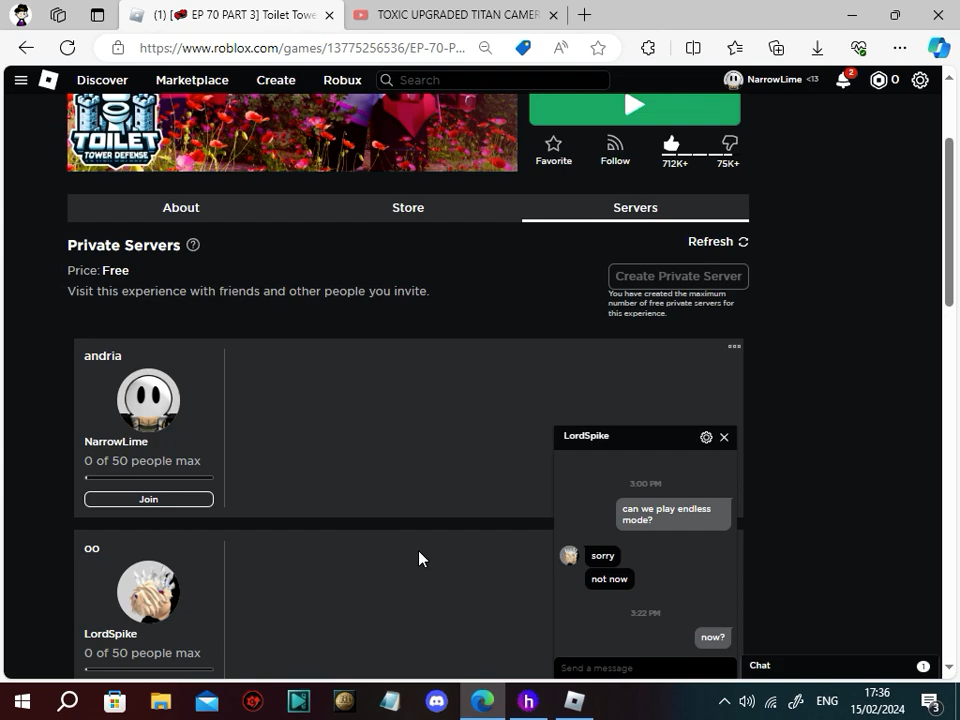 (1) [🥊 EP 70 PART 3] Toilet Towe
TOXIC UPGRADED TITAN CAMER
https://www.roblox.com/games/13775256536/EP-70-P...
Discover
Marketplace
Create
Robux
Search
NarrowLime <13
2
0
TOILET
TOWER DEFENSE
Favorite
Follow
712K+
75K+
About
Store
Servers
Private Servers
Refresh
Price: Free
Create Private Server
Visit this experience with friends and other people you invite.
You have created the maximum
number of free private servers for
this experience.
andria
NarrowLime
0 of 50 people max
Join
oo
LordSpike
0 of 50 people max
LordSpike
3:00 PM
can we play endless
mode?
sorry
not now
3:22 PM
now?
Send a message
Chat
1
ENG
17:36
15/02/2024
3